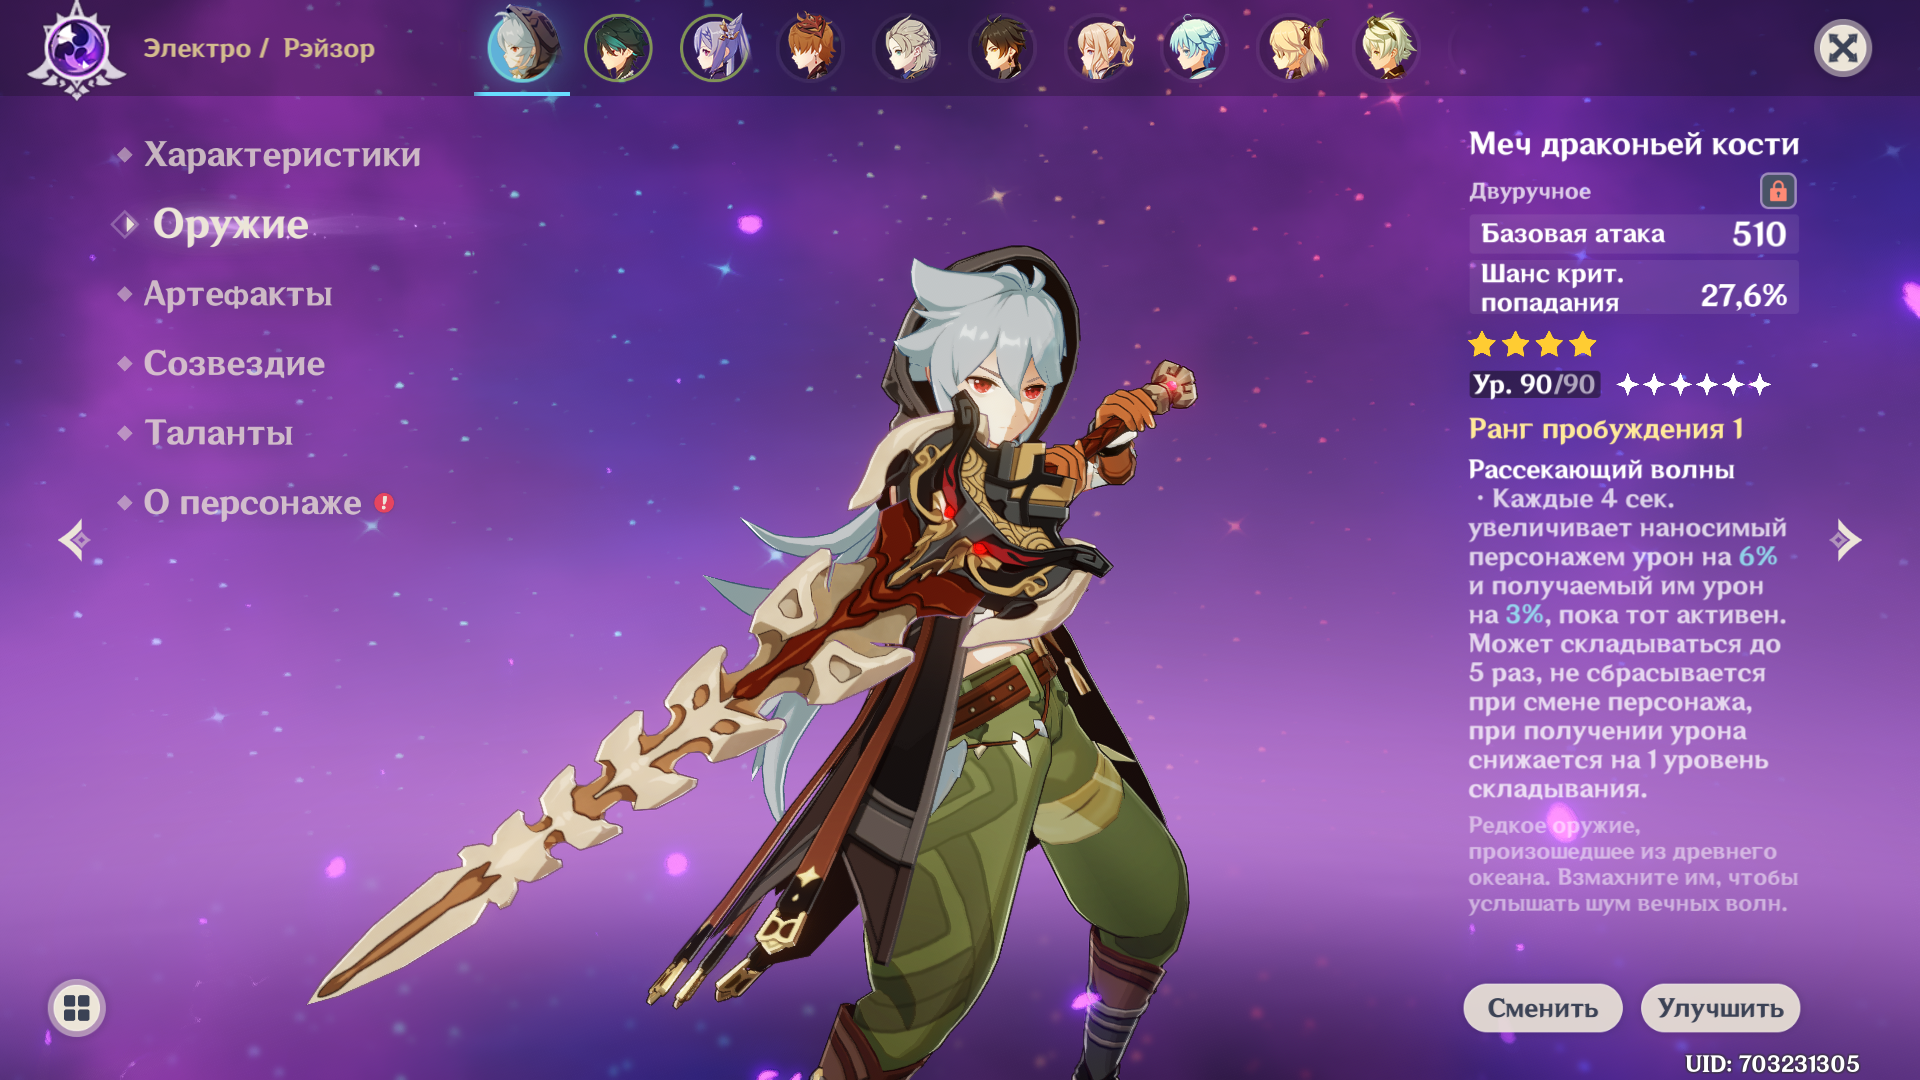 Электро / Рэйзор
Характеристики
Оружие
Артефакты
Созвездие
Таланты
О персонаже
Меч драконьей кости
Двуручное
Базовая атака 510
Шанс крит.
попадания 27,6%
Ур. 90/90
Ранг пробуждения 1
Рассекающий волны
· Каждые 4 сек.
увеличивает наносимый
персонажем урон на 6%
и получаемый им урон
на 3%, пока тот активен.
Может складываться до
5 раз, не сбрасывается
при смене персонажа,
при получении урона
снижается на 1 уровень
складывания.
Редкое оружие,
произошедшее из древнего
океана. Взмахните им, чтобы
услышать шум вечных волн.
Сменить
Улучшить
UID: 703231305